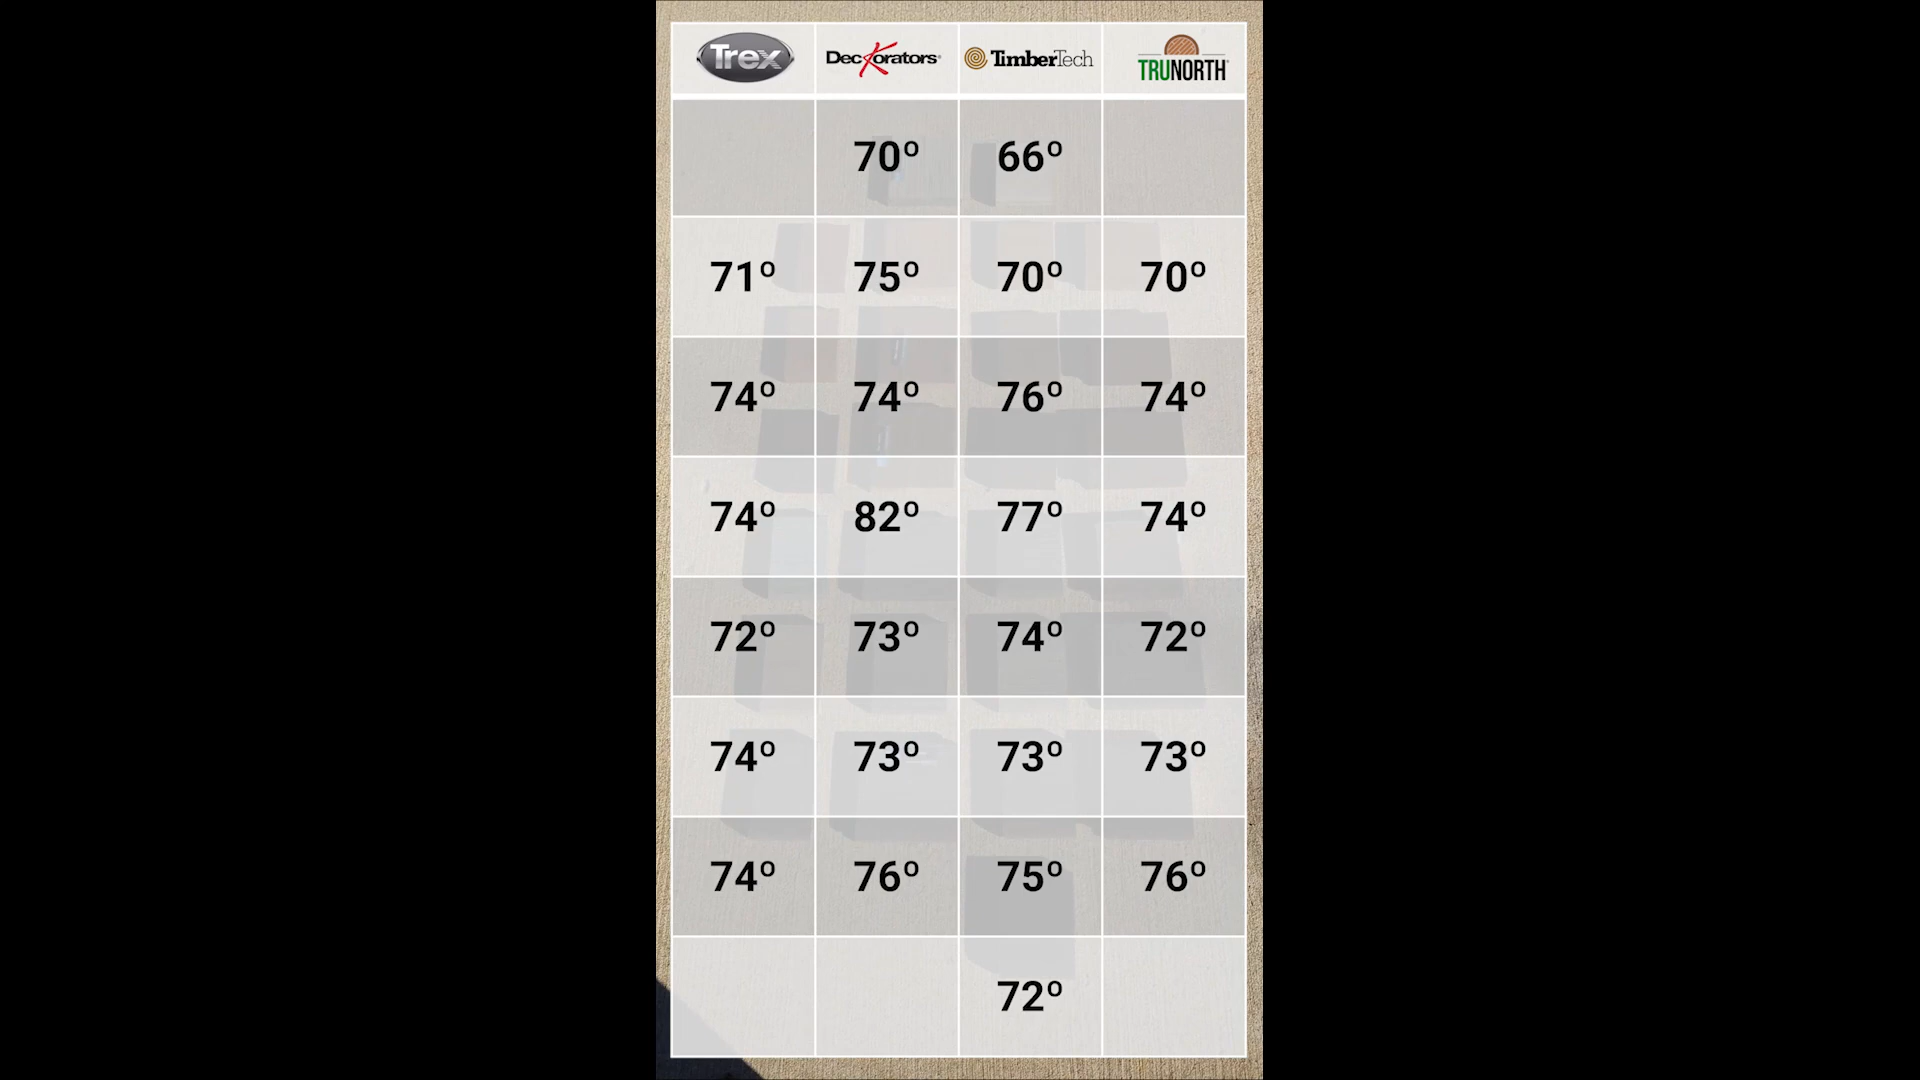 Trex Deckorators TimberTech TRUNORTH
70º 66º
71º 75º 70º 70º
74º 74º 76º 74º
74º 82º 77º 74º
72º 73º 74º 72º
74º 73º 73º 73º
74º 76º 75º 76º
72º